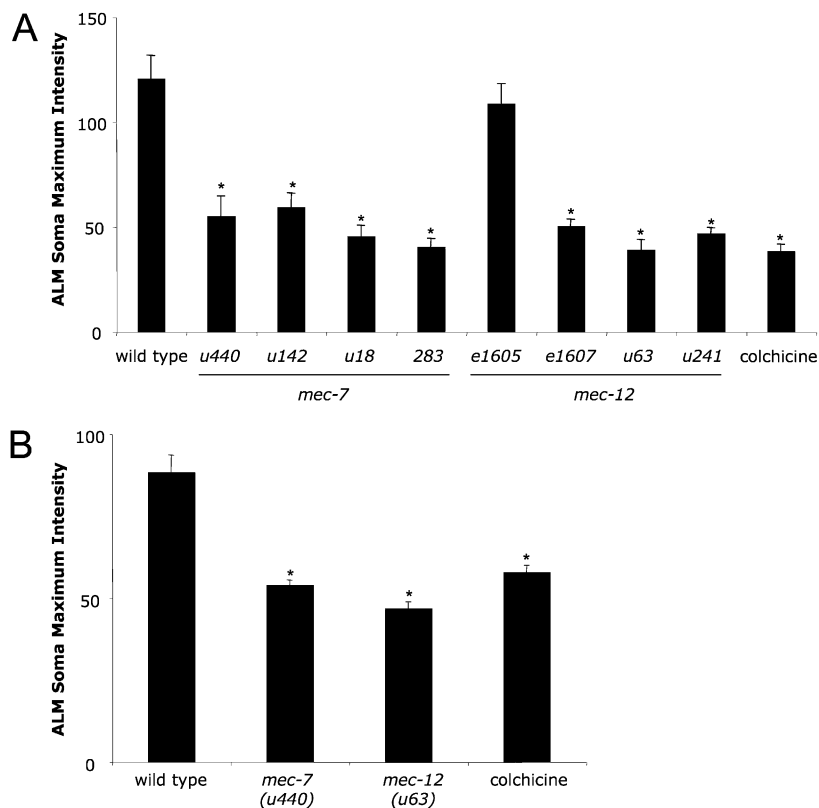 A
ALM Soma Maximum Intensity
150
100
50
0
*
*
*
*
*
*
*
*
wild type u440 u142 u18 283 e1605 e1607 u63 u241 colchicine
mec-7 mec-12
B
ALM Soma Maximum Intensity
100
50
0
*
*
*
wild type mec-7 mec-12 colchicine
(u440) (u63)